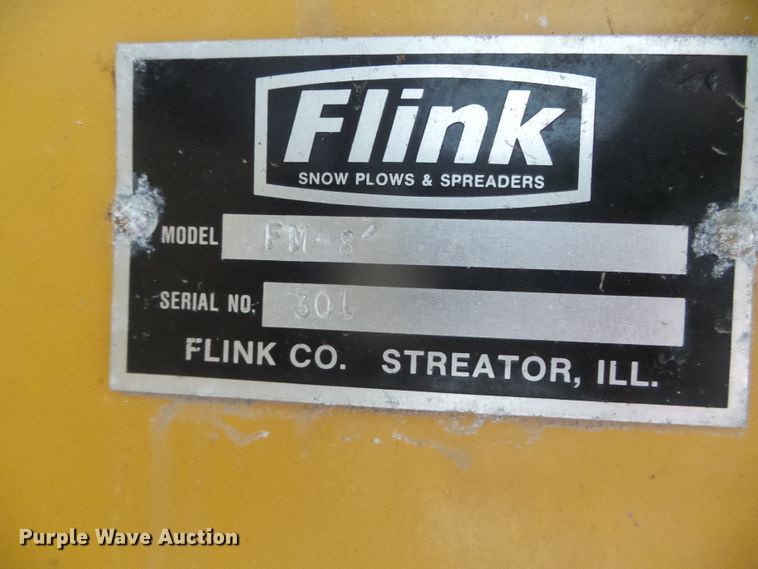 Flink
SNOW PLOWS & SPREADERS
MODEL FM-8'
SERIAL NO. 301
FLINK CO. STREATOR, ILL.
Purple Wave Auction